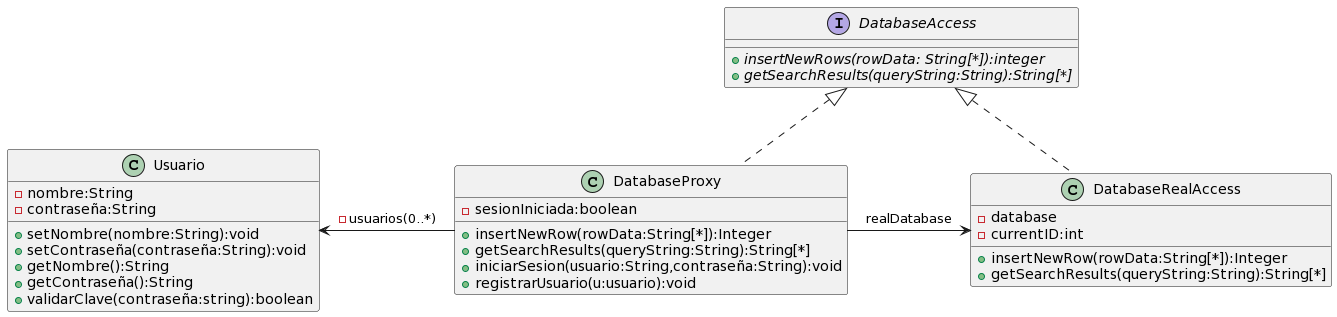 DatabaseAccess
insertNewRows(rowData: String[*]):integer
getSearchResults(queryString:String):String[*]
Usuario
nombre:String
contraseña:String
setNombre(nombre:String):void
setContraseña(contraseña:String):void
getNombre():String
getContraseña():String
validarClave(contraseña:string):boolean
usuarios(0..*)
DatabaseProxy
sesionIniciada:boolean
insertNewRow(rowData:String[*]):Integer
getSearchResults(queryString:String):String[*]
iniciarSesion(usuario:String,contraseña:String):void
registrarUsuario(u:usuario):void
realDatabase
DatabaseRealAccess
database
currentID:int
insertNewRow(rowData:String[*]):Integer
getSearchResults(queryString:String):String[*]